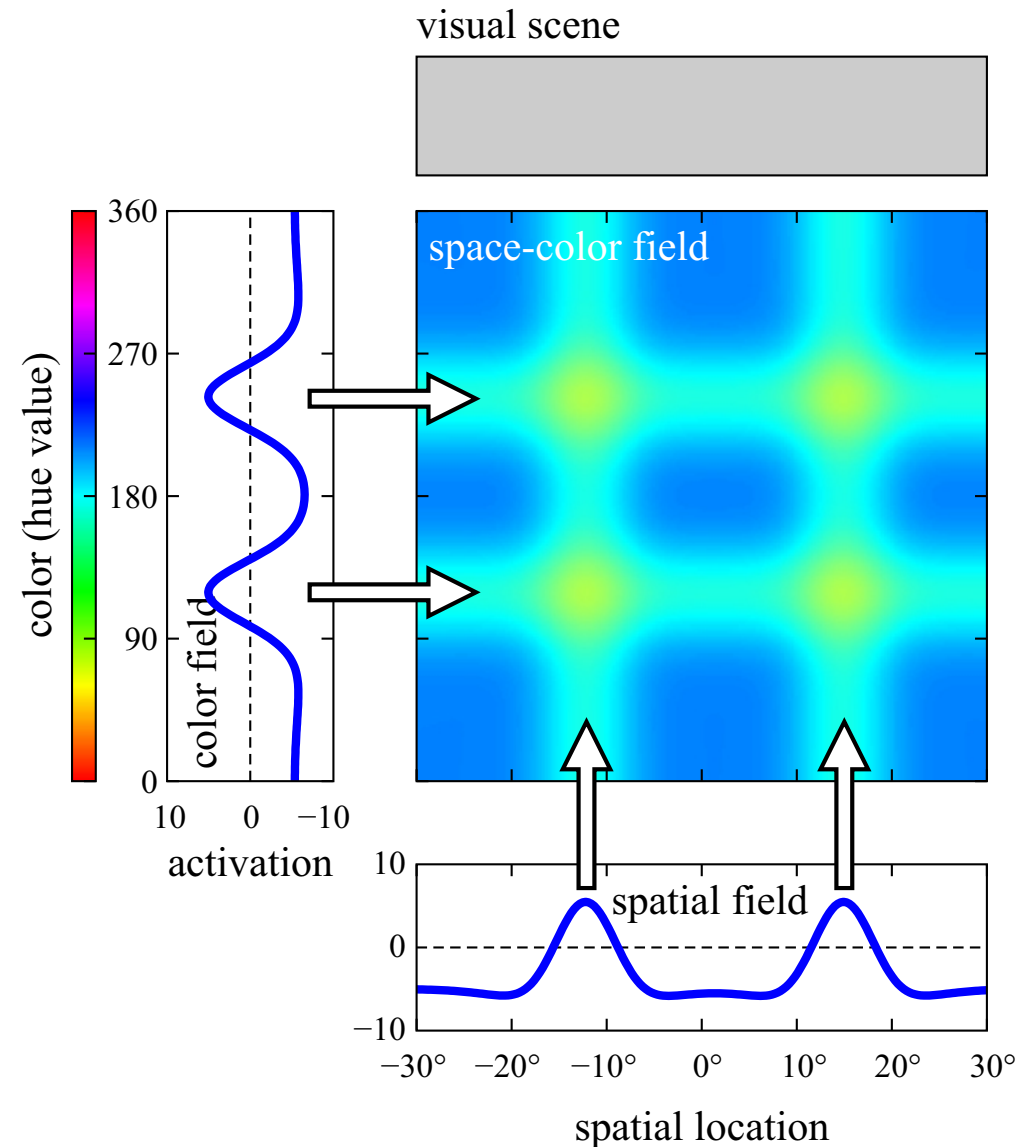 visual scene
space-color field
color (hue value)
360
270
180
90
0
color field
10 0 −10
activation
spatial field
10
0
−10
−30° −20° −10° 0° 10° 20° 30°
spatial location